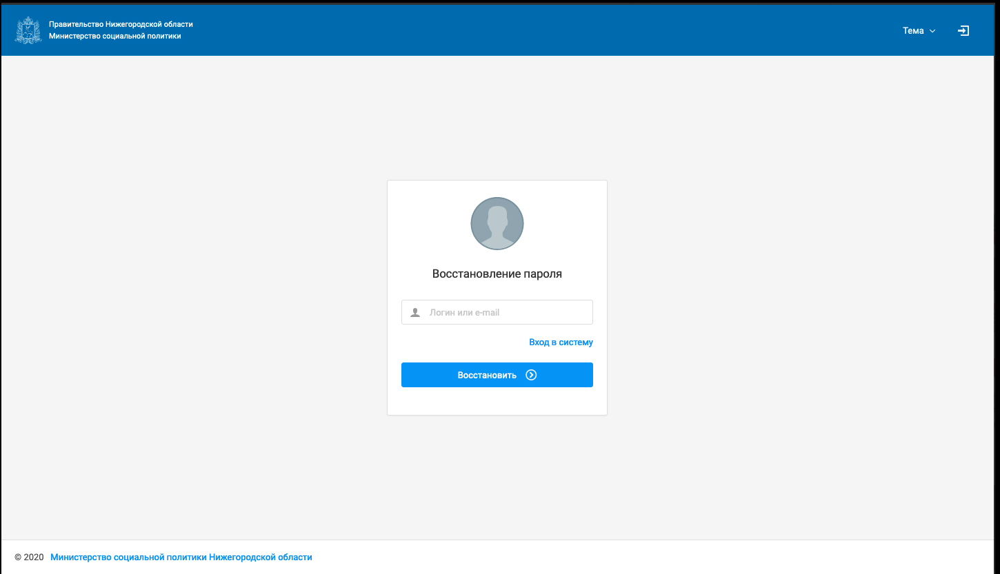 Правительство Нижегородской области
Министерство социальной политики
Тема
Восстановление пароля
Логин или e-mail
Вход в систему
Восстановить
© 2020 Министерство социальной политики Нижегородской области